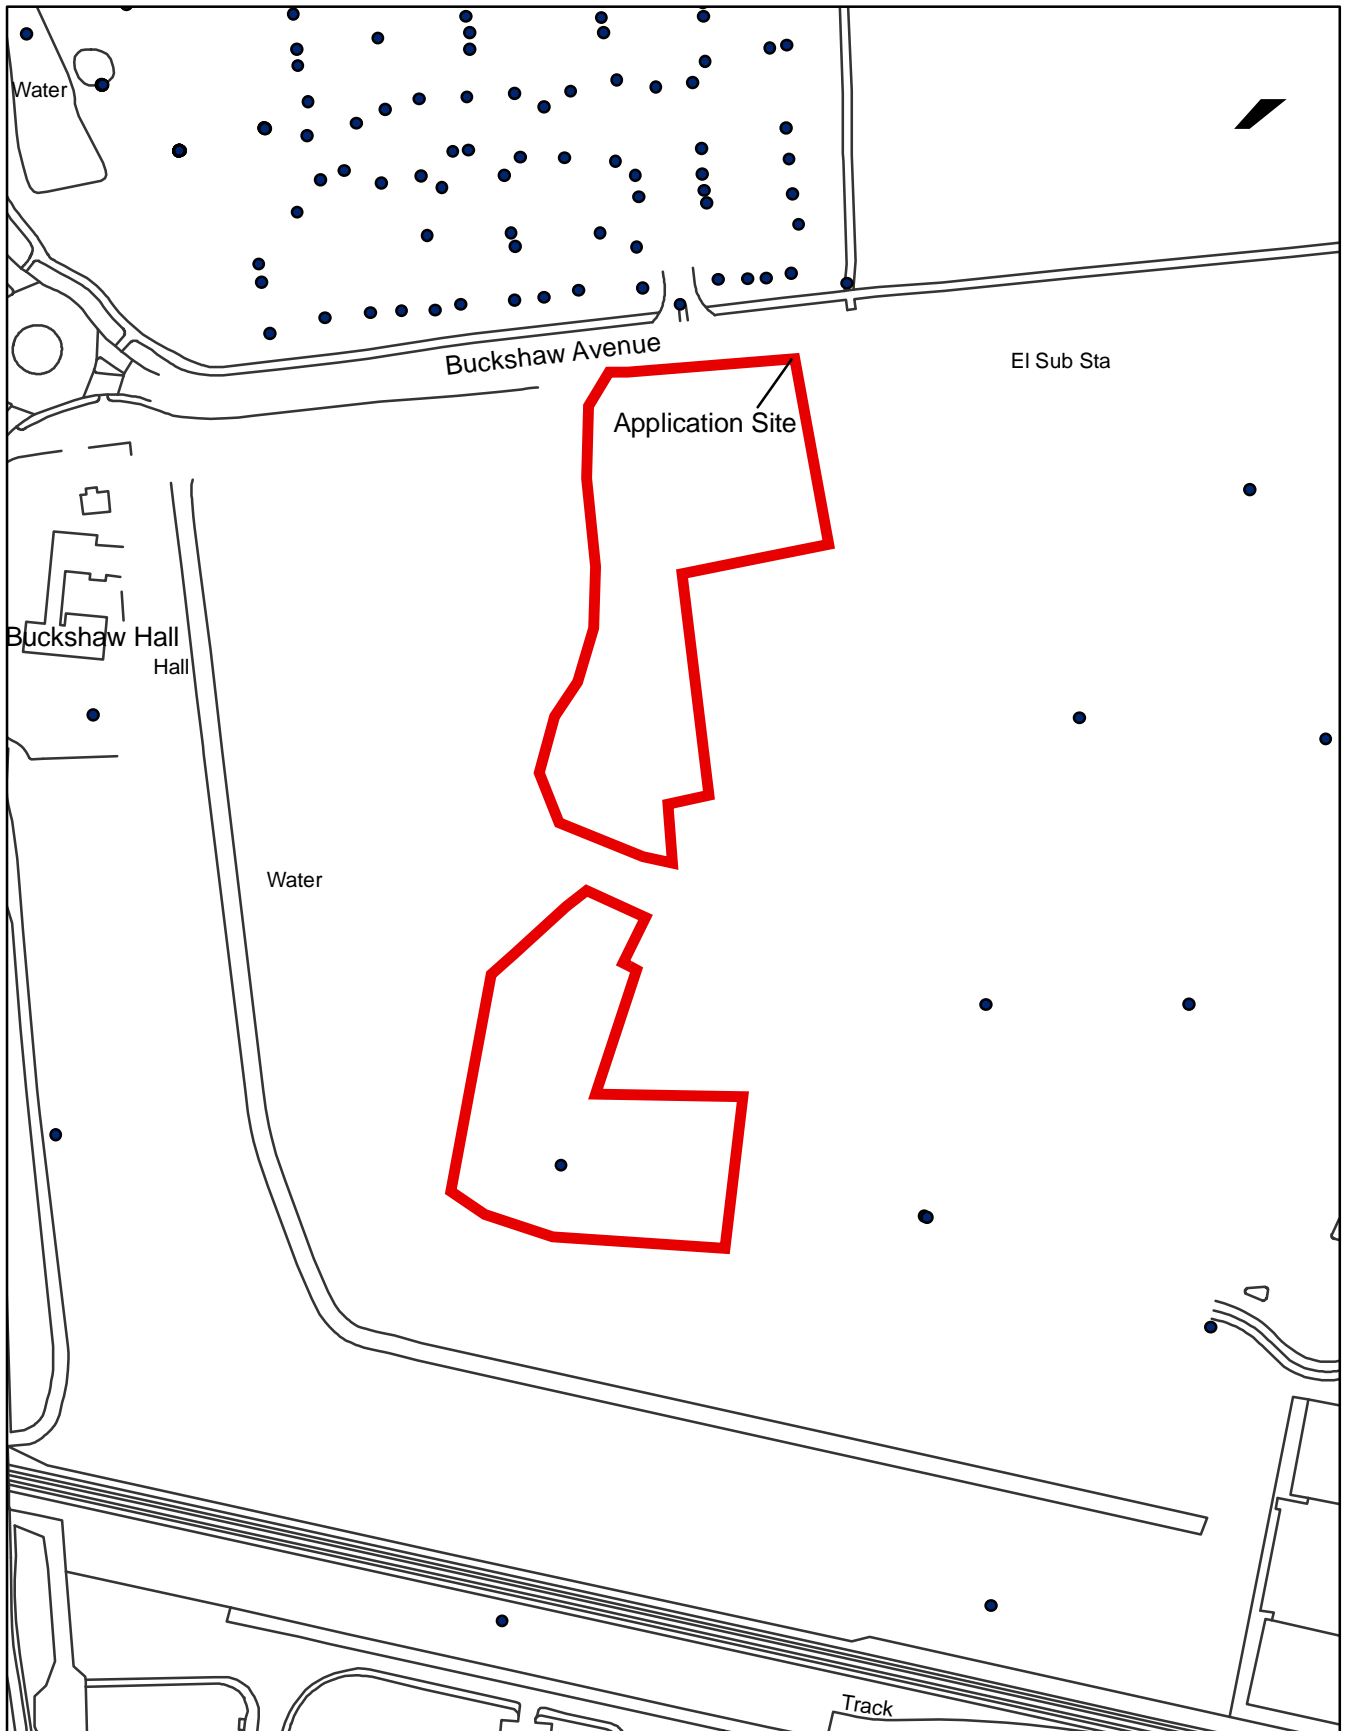 Water
Buckshaw Avenue
El Sub Sta
Application Site
Buckshaw Hall
Hall
Water
Track